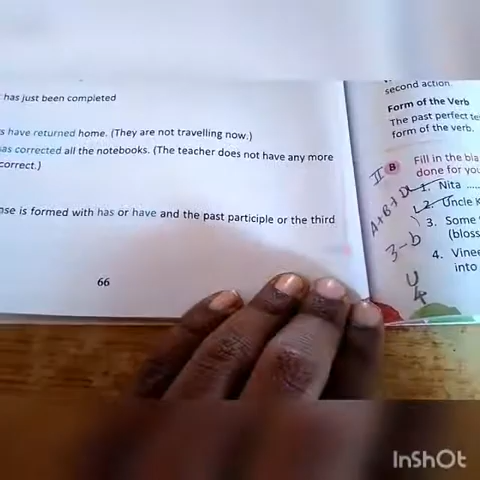 has just been completed
have returned home. (They are not travelling now.)
as corrected all the notebooks. (The teacher does not have any more
correct.)
nse is formed with has or have and the past participle or the third
66
second action.
Form of the Verb
The past perfect te
form of the verb.
II B Fill in the bla
done for you
1. Nita .....
2. Uncle K
3. Some
(bloss
4. Vinee
into
A+B+D
3-b
U
4
InShOt